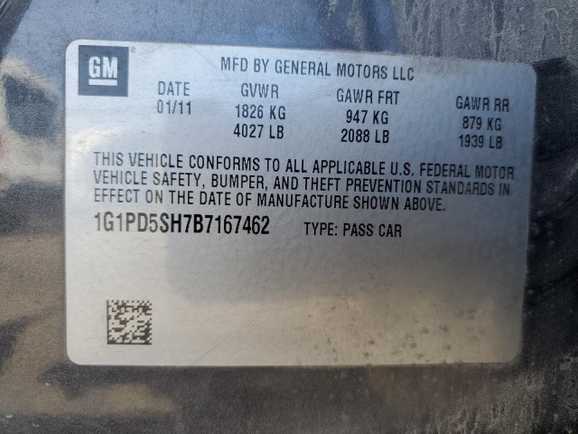 GM
MFD BY GENERAL MOTORS LLC
DATE GVWR GAWR FRT GAWR RR
01/11 1826 KG 947 KG 879 KG
4027 LB 2088 LB 1939 LB
THIS VEHICLE CONFORMS TO ALL APPLICABLE U.S. FEDERAL MOTOR
VEHICLE SAFETY, BUMPER, AND THEFT PREVENTION STANDARDS IN
EFFECT ON THE DATE OF MANUFACTURE SHOWN ABOVE.
1G1PD5SH7B7167462 TYPE: PASS CAR